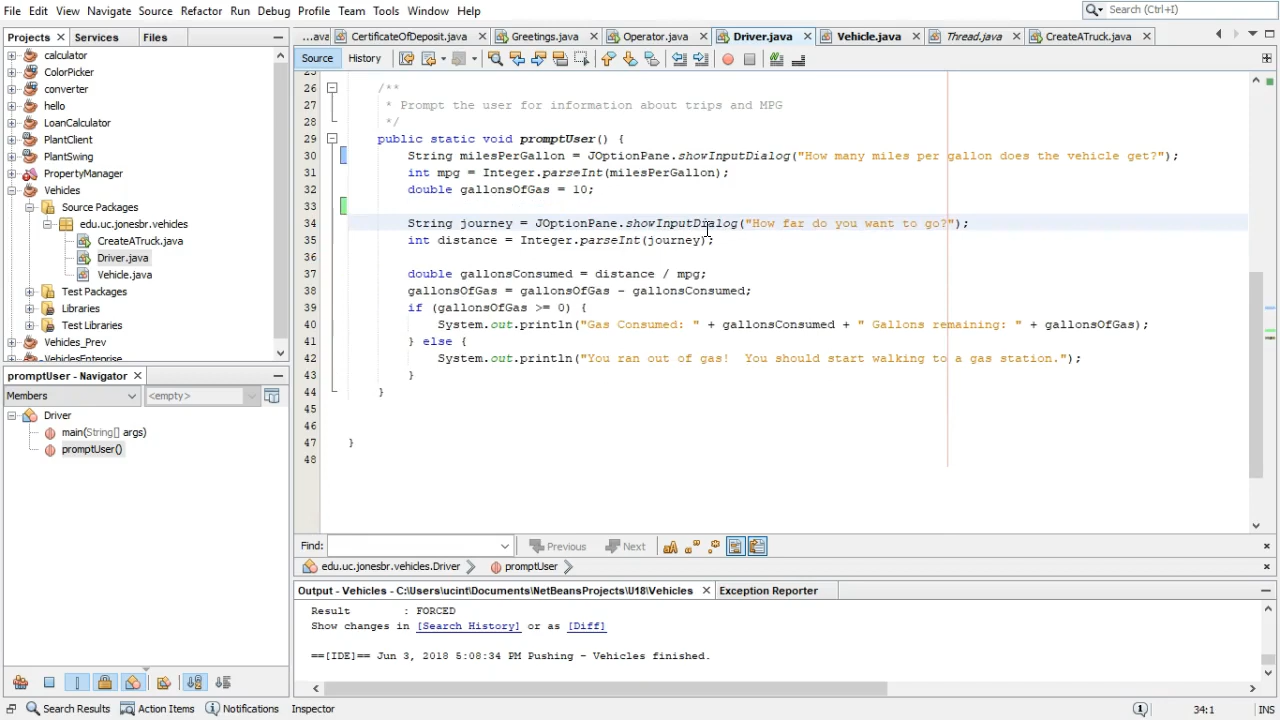 File Edit View Navigate Source Refactor Run Debug Profile Team Tools Window Help
Search (Ctrl+I)
Projects Services Files
...ava CertificateOfDeposit.java Greetings.java Operator.java Driver.java Vehicle.java Thread.java CreateATruck.java
Source History
calculator
ColorPicker
converter
hello
LoanCalculator
PlantClient
PlantSwing
PropertyManager
Vehicles
Source Packages
edu.uc.jonesbr.vehicles
CreateATruck.java
Driver.java
Vehicle.java
Test Packages
Libraries
Test Libraries
Vehicles_Prev
VehiclesEnterprise
promptUser - Navigator
Members <empty>
Driver
main(String[] args)
promptUser()
25
26 /**
27 * Prompt the user for information about trips and MPG
28 */
29 public static void promptUser() {
30 String milesPerGallon = JOptionPane.showInputDialog("How many miles per gallon does the vehicle get?");
31 int mpg = Integer.parseInt(milesPerGallon);
32 double gallonsOfGas = 10;
33
34 String journey = JOptionPane.showInputDialog("How far do you want to go?");
35 int distance = Integer.parseInt(journey);
36
37 double gallonsConsumed = distance / mpg;
38 gallonsOfGas = gallonsOfGas - gallonsConsumed;
39 if (gallonsOfGas >= 0) {
40 System.out.println("Gas Consumed: " + gallonsConsumed + " Gallons remaining: " + gallonsOfGas);
41 } else {
42 System.out.println("You ran out of gas!  You should start walking to a gas station.");
43 }
44 }
45
46
47 }
48
Find: Previous Next
edu.uc.jonesbr.vehicles.Driver promptUser
Output - Vehicles - C:\Users\ucint\Documents\NetBeansProjects\U18\Vehicles Exception Reporter
Result : FORCED
Show changes in [Search History] or as [Diff]
==[IDE]== Jun 3, 2018 5:08:34 PM Pushing - Vehicles finished.
Search Results Action Items Notifications Inspector
34:1 INS